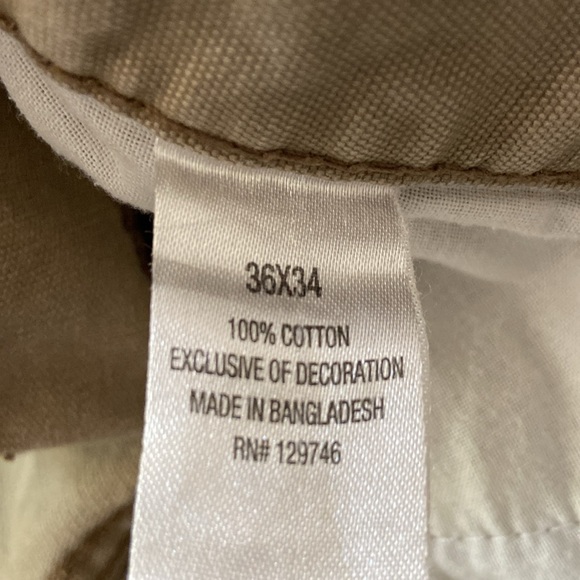 36X34
100% COTTON
EXCLUSIVE OF DECORATION
MADE IN BANGLADESH
RN# 129746